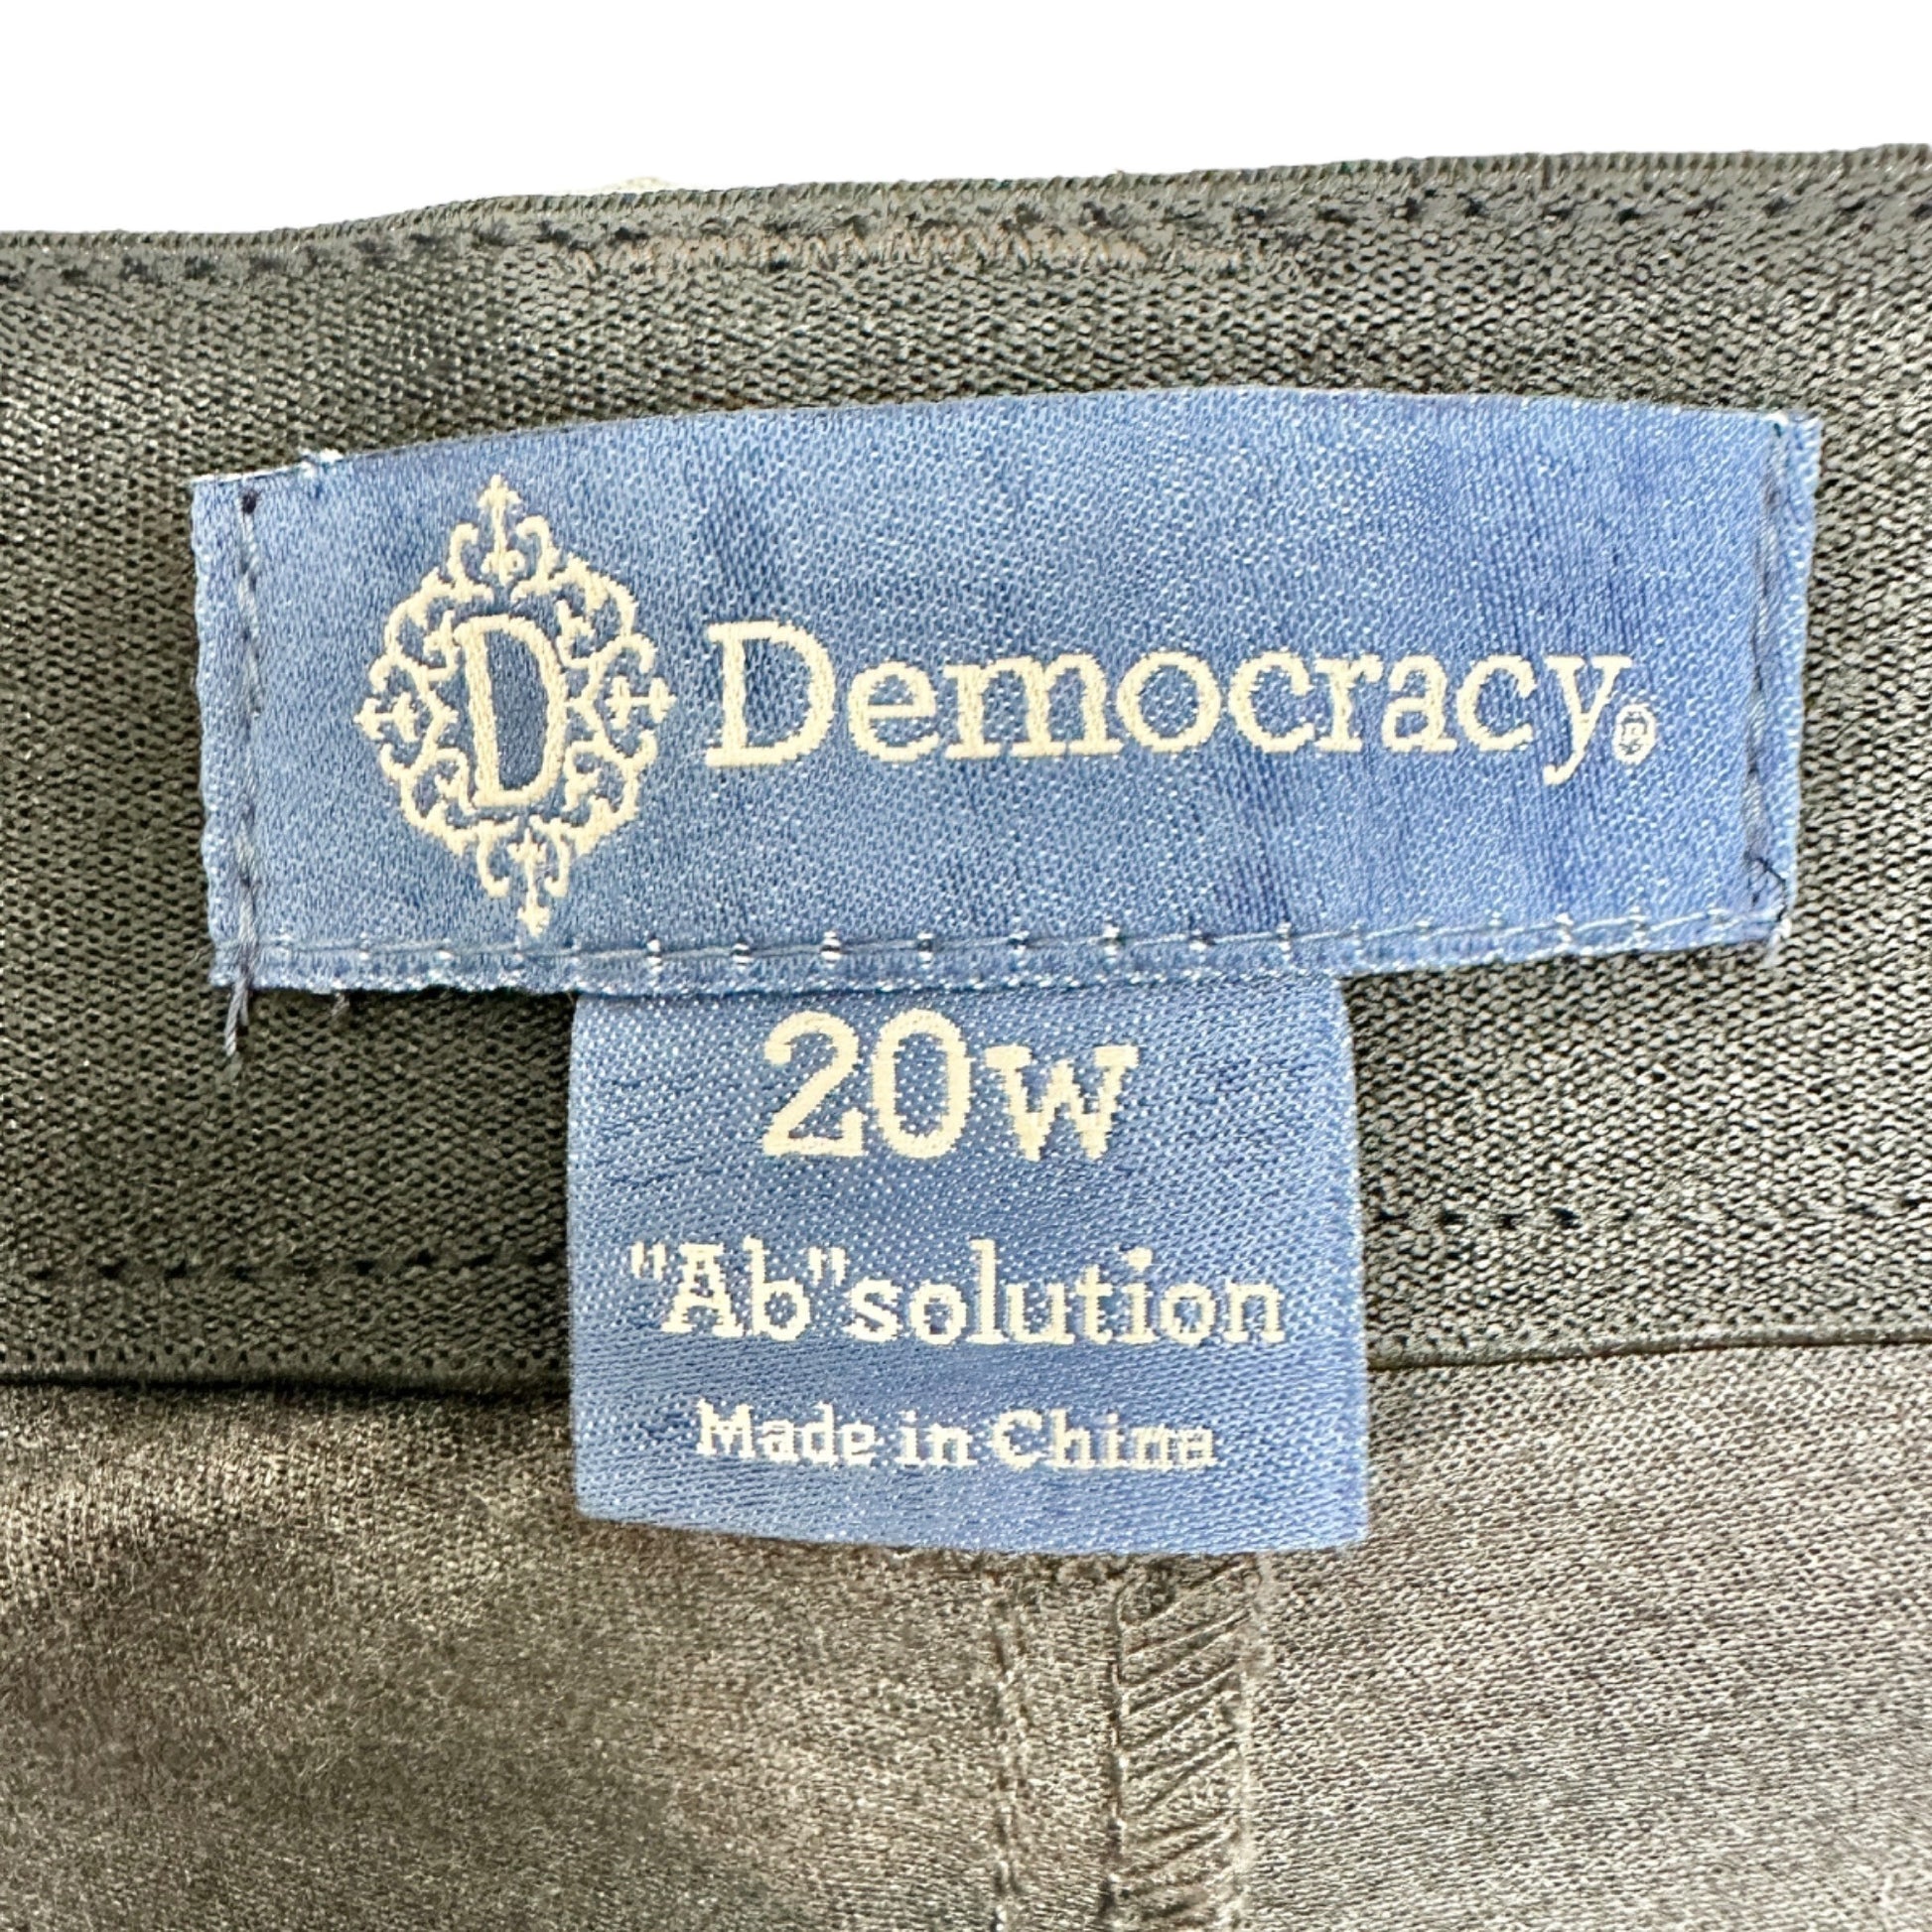 D Democracy®
20W
"Ab"solution
Made in China